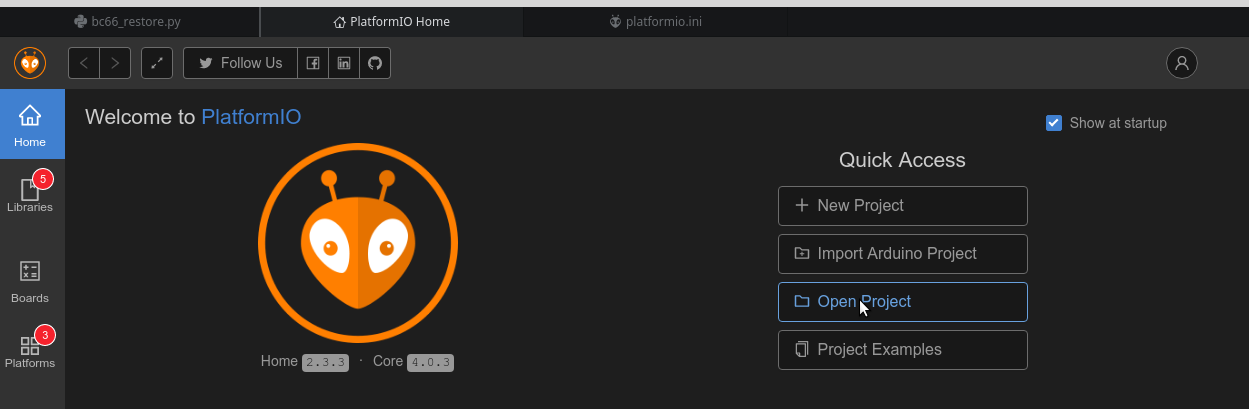 bc66_restore.py
PlatformIO Home
platformio.ini
Follow Us
Home
5
Libraries
Boards
3
Platforms
Welcome to PlatformIO
Show at startup
Home 2.3.3 · Core 4.0.3
Quick Access
New Project
Import Arduino Project
Open Project
Project Examples